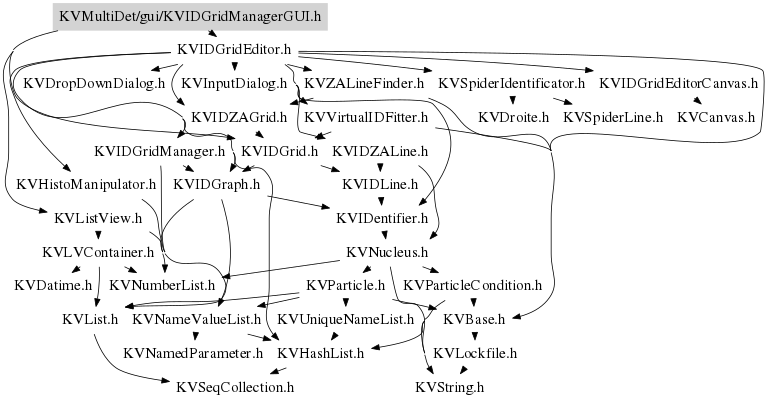 KVMultiDet/gui/KVIDGridManagerGUI.h
KVIDGridEditor.h
KVDropDownDialog.h KVInputDialog.h KVZALineFinder.h KVSpiderIdentificator.h KVIDGridEditorCanvas.h
KVIDZAGrid.h KVVirtualIDFitter.h KVDroite.h KVSpiderLine.h KVCanvas.h
KVIDGridManager.h KVIDGrid.h KVIDZALine.h
KVHistoManipulator.h KVIDGraph.h KVIDLine.h
KVListView.h KVIDentifier.h
KVLVContainer.h KVNucleus.h
KVDatime.h KVNumberList.h KVParticle.h KVParticleCondition.h
KVList.h KVNameValueList.h KVUniqueNameList.h KVBase.h
KVNamedParameter.h KVHashList.h KVLockfile.h
KVSeqCollection.h KVString.h